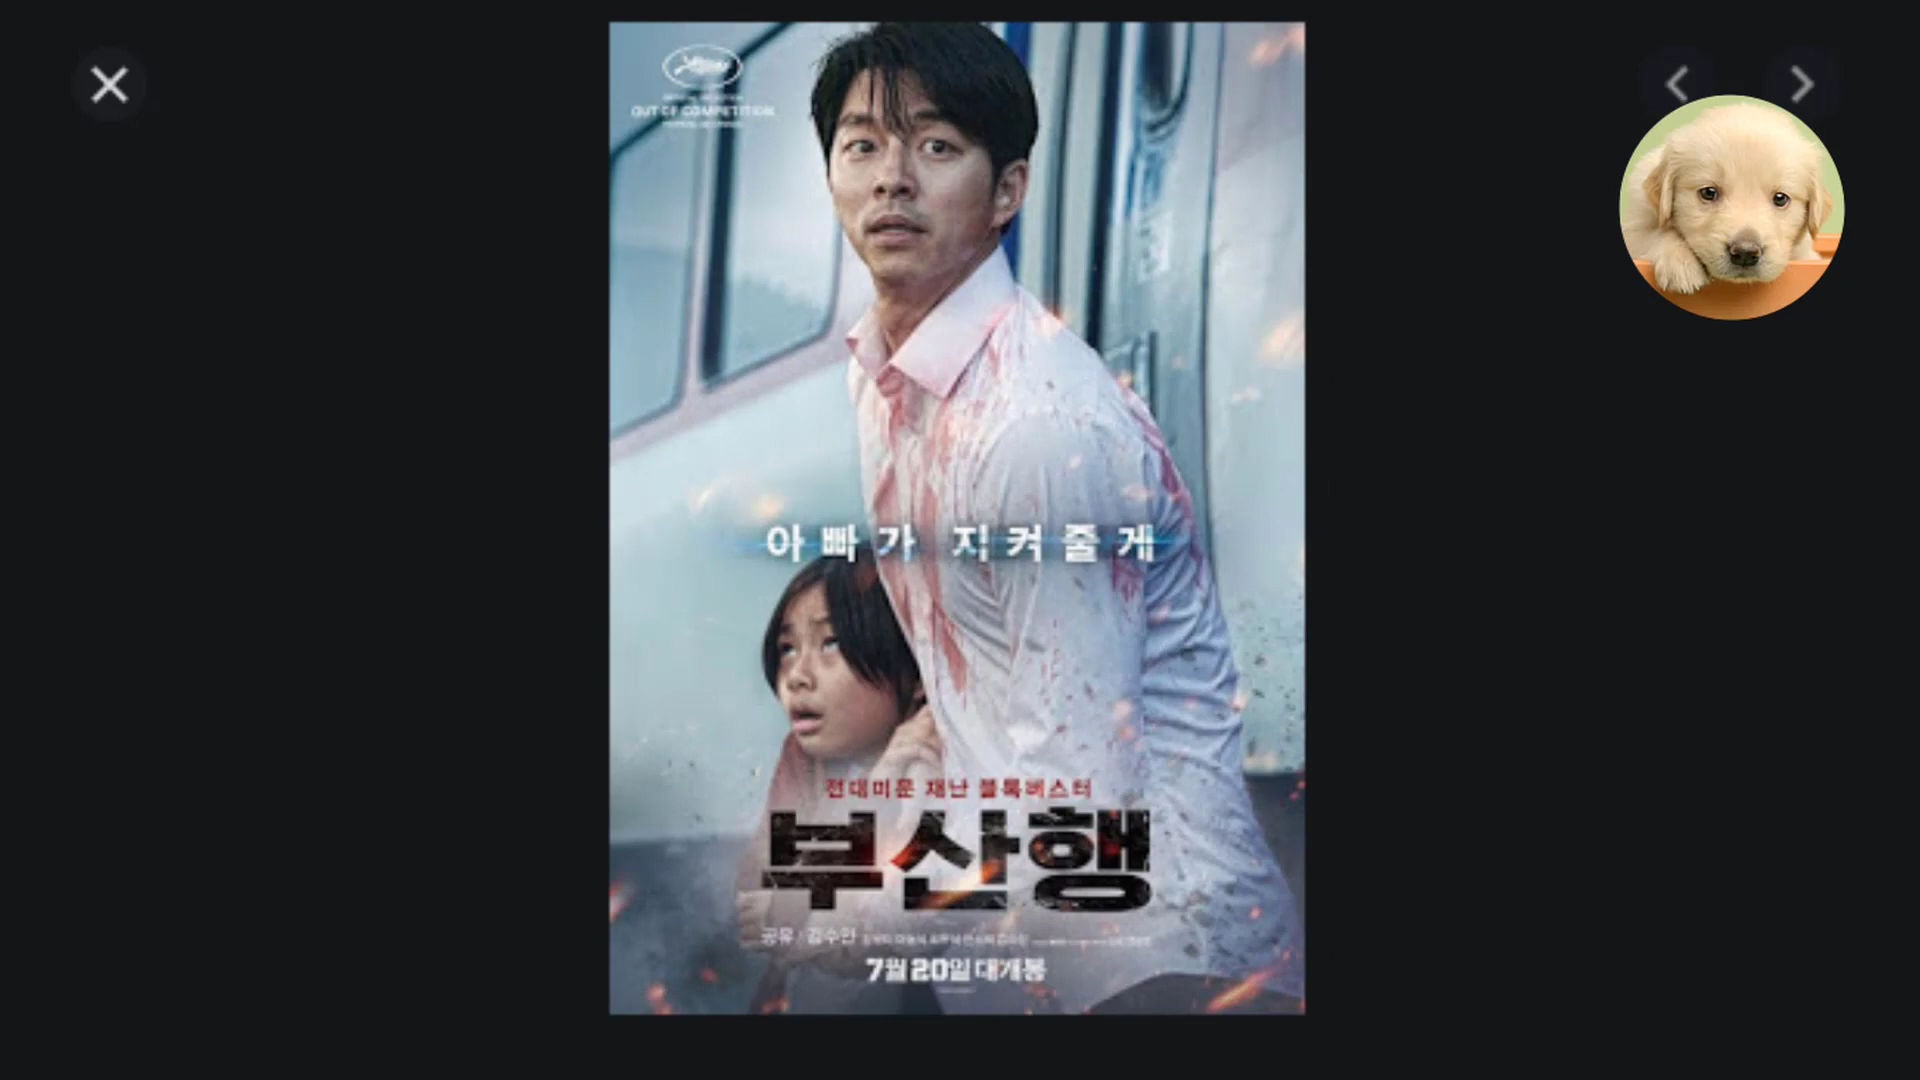 OUT OF COMPETITION
아빠가 지켜줄게
전대미문 재난 블록버스터
부산행
공유 / 김수안
7월 20일 대개봉